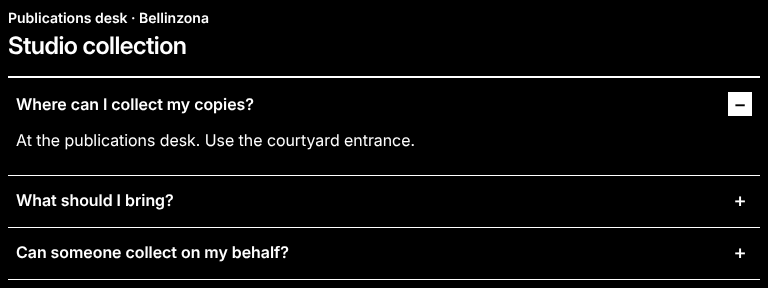 Publications desk · Bellinzona
Studio collection
Where can I collect my copies? −
At the publications desk. Use the courtyard entrance.
What should I bring? +
Can someone collect on my behalf? +